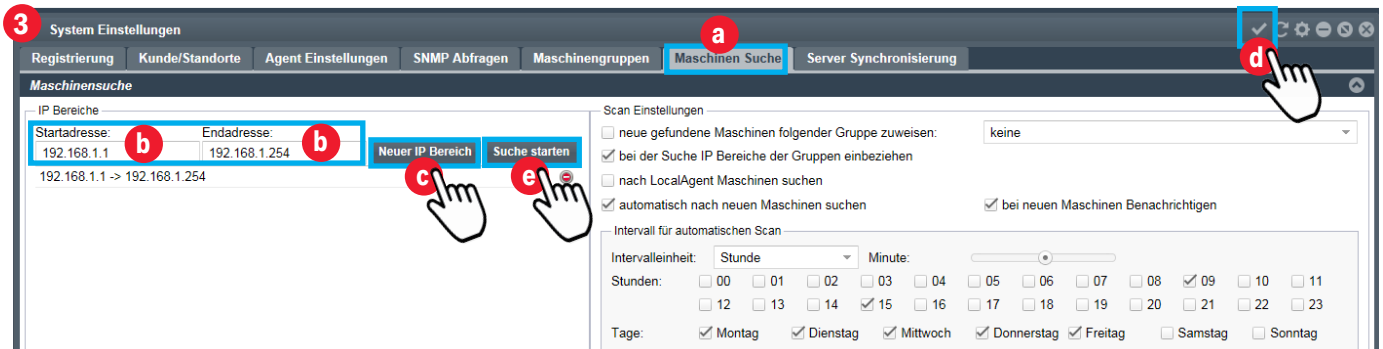 3 System Einstellungen
a
d
Registrierung Kunde/Standorte Agent Einstellungen SNMP Abfragen Maschinengruppen Maschinen Suche Server Synchronisierung
Maschinensuche
IP Bereiche
Startadresse: Endadresse:
192.168.1.1 b 192.168.1.254 b Neuer IP Bereich Suche starten
192.168.1.1 -> 192.168.1.254
c e
Scan Einstellungen
neue gefundene Maschinen folgender Gruppe zuweisen: keine
bei der Suche IP Bereiche der Gruppen einbeziehen
nach LocalAgent Maschinen suchen
automatisch nach neuen Maschinen suchen bei neuen Maschinen Benachrichtigen
Intervall für automatischen Scan
Intervalleinheit: Stunde Minute:
Stunden: 00 01 02 03 04 05 06 07 08 09 10 11
12 13 14 15 16 17 18 19 20 21 22 23
Tage: Montag Dienstag Mittwoch Donnerstag Freitag Samstag Sonntag